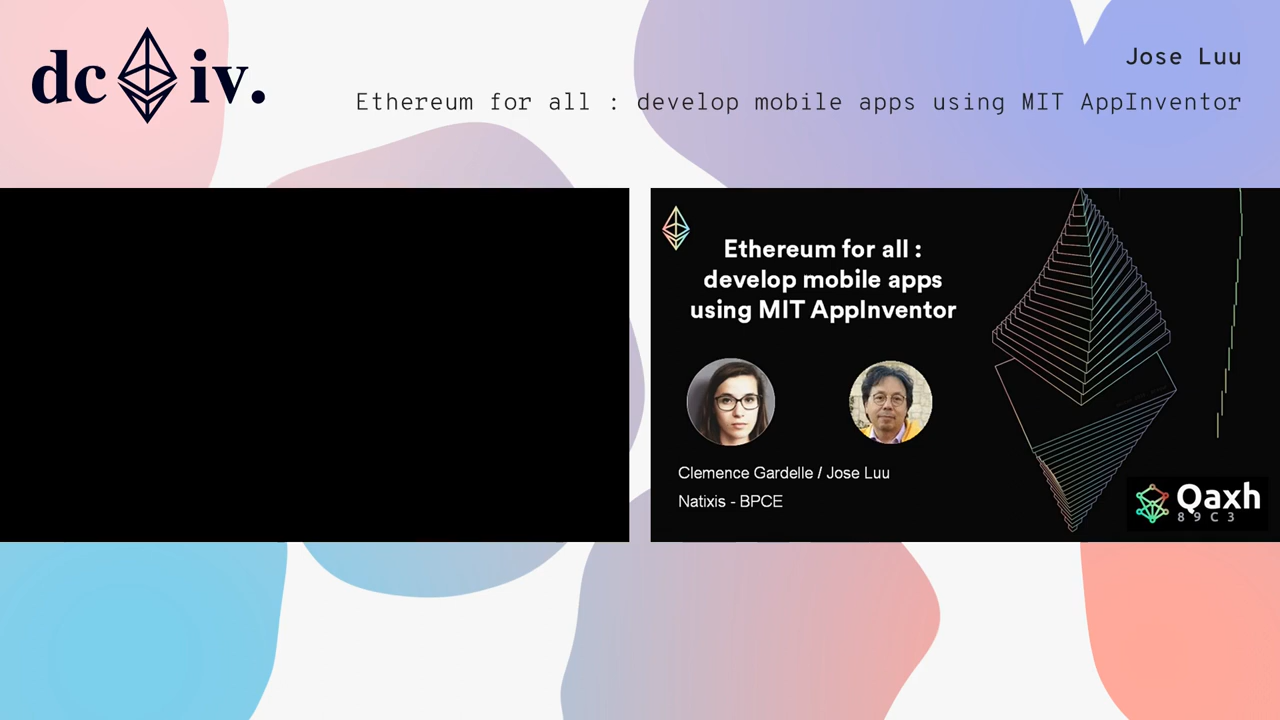 dc iv.
Jose Luu
Ethereum for all : develop mobile apps using MIT AppInventor
Ethereum for all :
develop mobile apps
using MIT AppInventor
Clemence Gardelle / Jose Luu
Natixis - BPCE
Qaxh
89C3